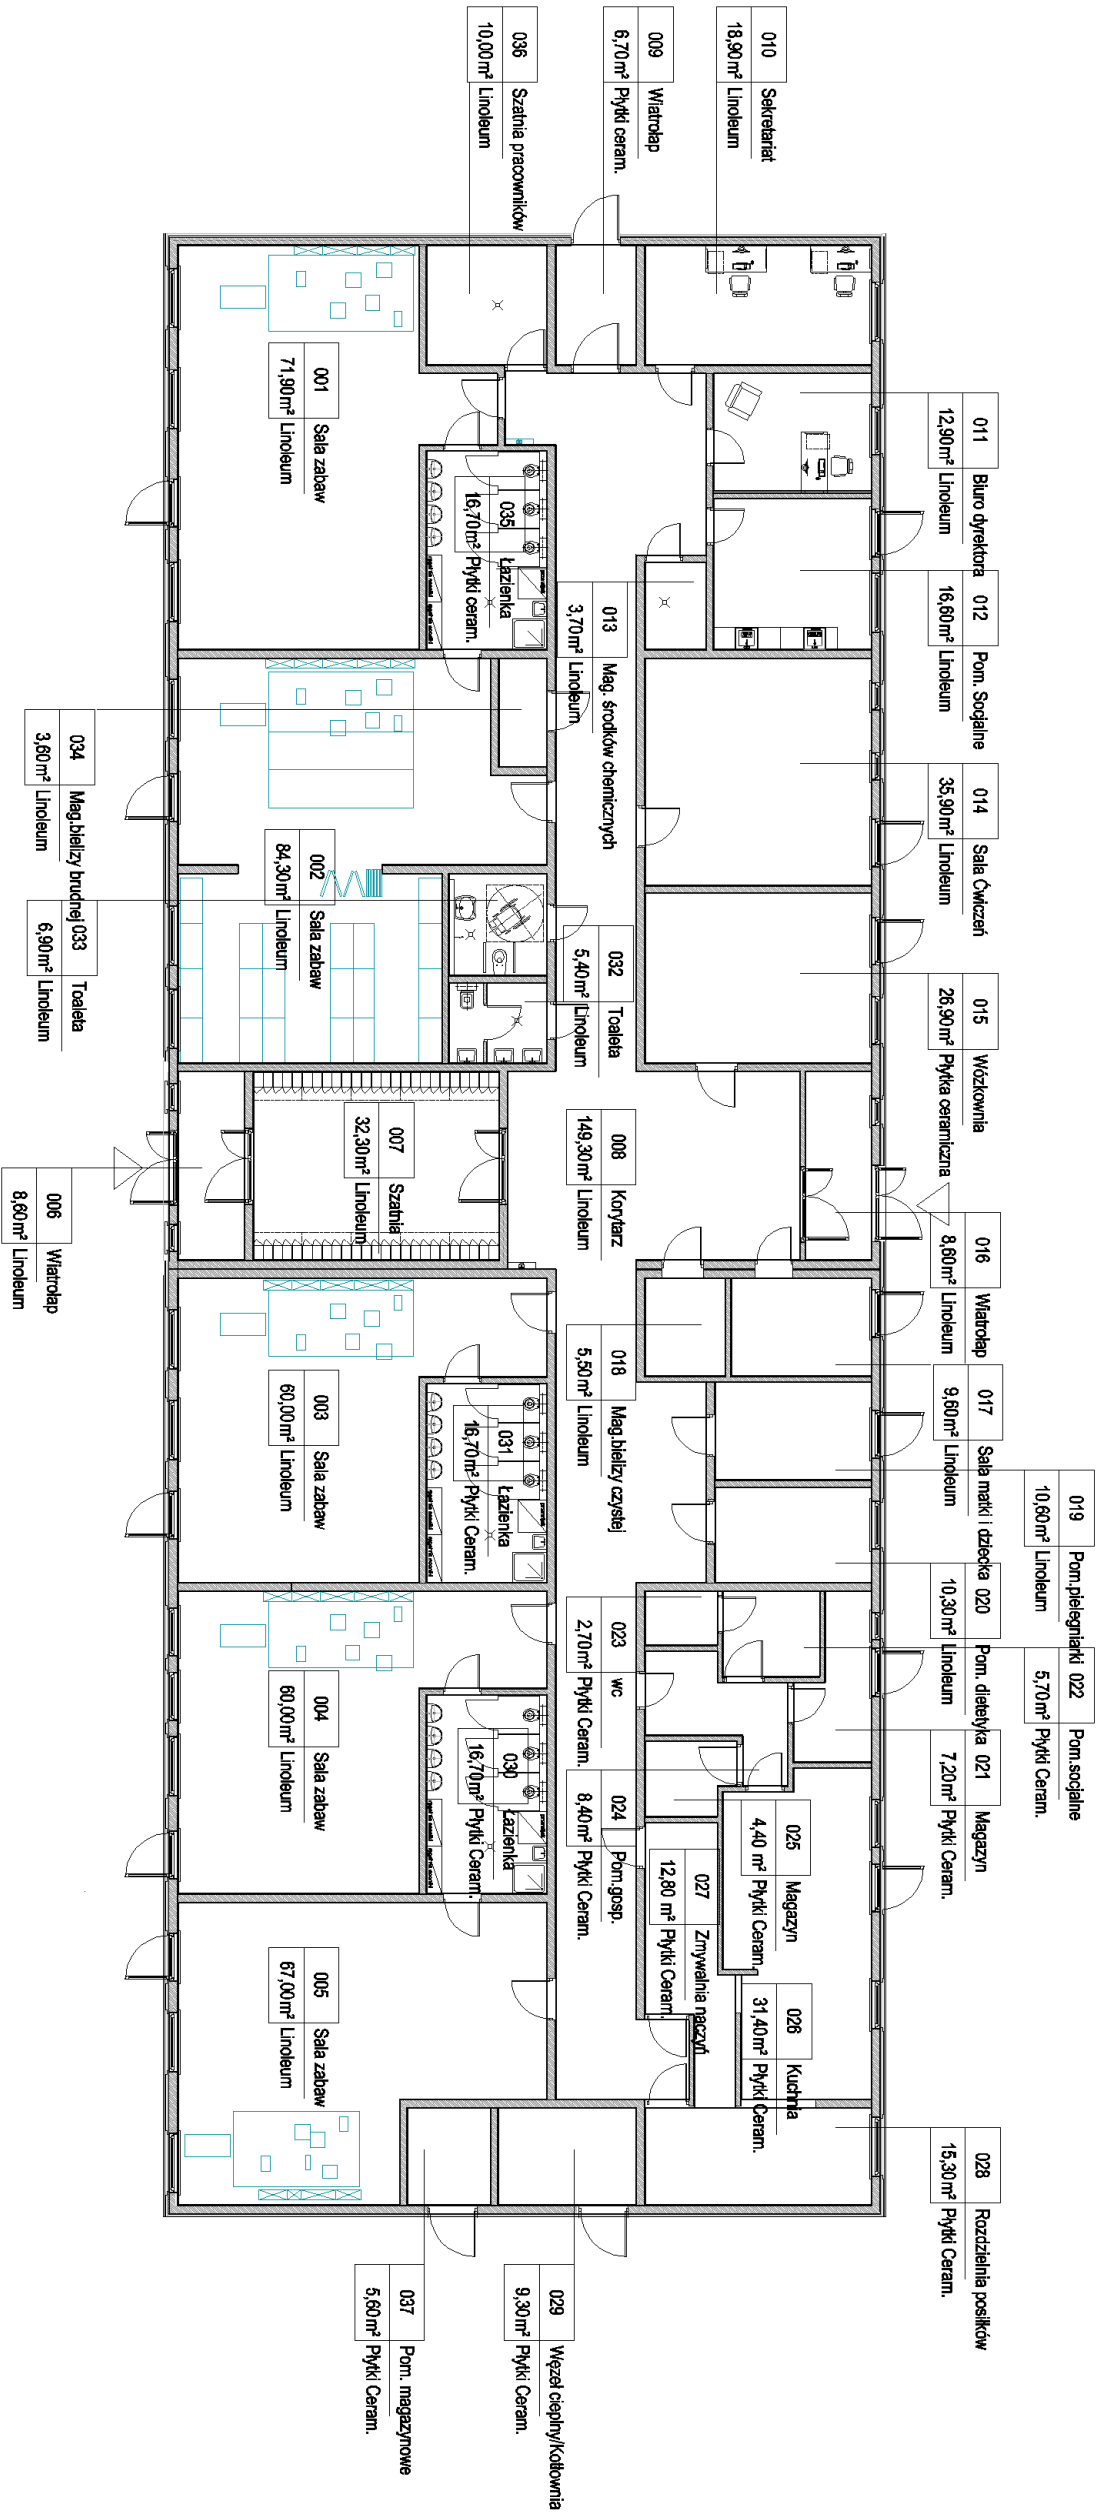 010 Sekretariat
18,90m² Linoleum
009 Wiatrołap
6,70m² Płytki ceram.
036 Szatnia pracowników
10,00m² Linoleum
011 Biuro dyrektora
12,90m² Linoleum
012 Pom. Socjalne
16,60m² Linoleum
014 Sala Ćwiczeń
35,90m² Linoleum
015 Wózkownia
26,90m² Płytka ceramiczna
016 Wiatrołap
8,60m² Linoleum
017 Sala matki i dziecka
9,60m² Linoleum
019 Pom.pielęgniarki
10,60m² Linoleum
020 Pom. dietetyka
10,30m² Linoleum
022 Pom.socjalne
5,70m² Płytki Ceram.
021 Magazyn
7,20m² Płytki Ceram.
028 Rozdzielnia posiłków
15,30m² Płytki Ceram.
001 Sala zabaw
71,90m² Linoleum
035 Łazienka
16,70m² Płytki ceram.
013 Mag. środków chemicznych
3,70m² Linoleum
002 Sala zabaw
84,30m² Linoleum
032 Toaleta
5,40m² Linoleum
007 Szatnia
32,30m² Linoleum
008 Korytarz
149,30m² Linoleum
018 Mag.bielizy czystej
5,50m² Linoleum
003 Sala zabaw
60,00m² Linoleum
031 Łazienka
16,70m² Płytki Ceram.
023 wc
2,70m² Płytki Ceram.
004 Sala zabaw
60,00m² Linoleum
030 Łazienka
16,70m² Płytki Ceram.
024 Pom.gosp.
8,40m² Płytki Ceram.
025 Magazyn
4,40 m² Płytki Ceram.
027 Zmywalnia naczyń
12,80 m² Płytki Ceram.
026 Kuchnia
31,40m² Płytki Ceram.
005 Sala zabaw
67,00m² Linoleum
034 Mag.bielizy brudnej
3,60m² Linoleum
033 Toaleta
6,90m² Linoleum
006 Wiatrołap
8,60m² Linoleum
029 Węzeł cieplny/Kotłownia
9,30m² Płytki Ceram.
037 Pom. magazynowe
5,60m² Płytki Ceram.